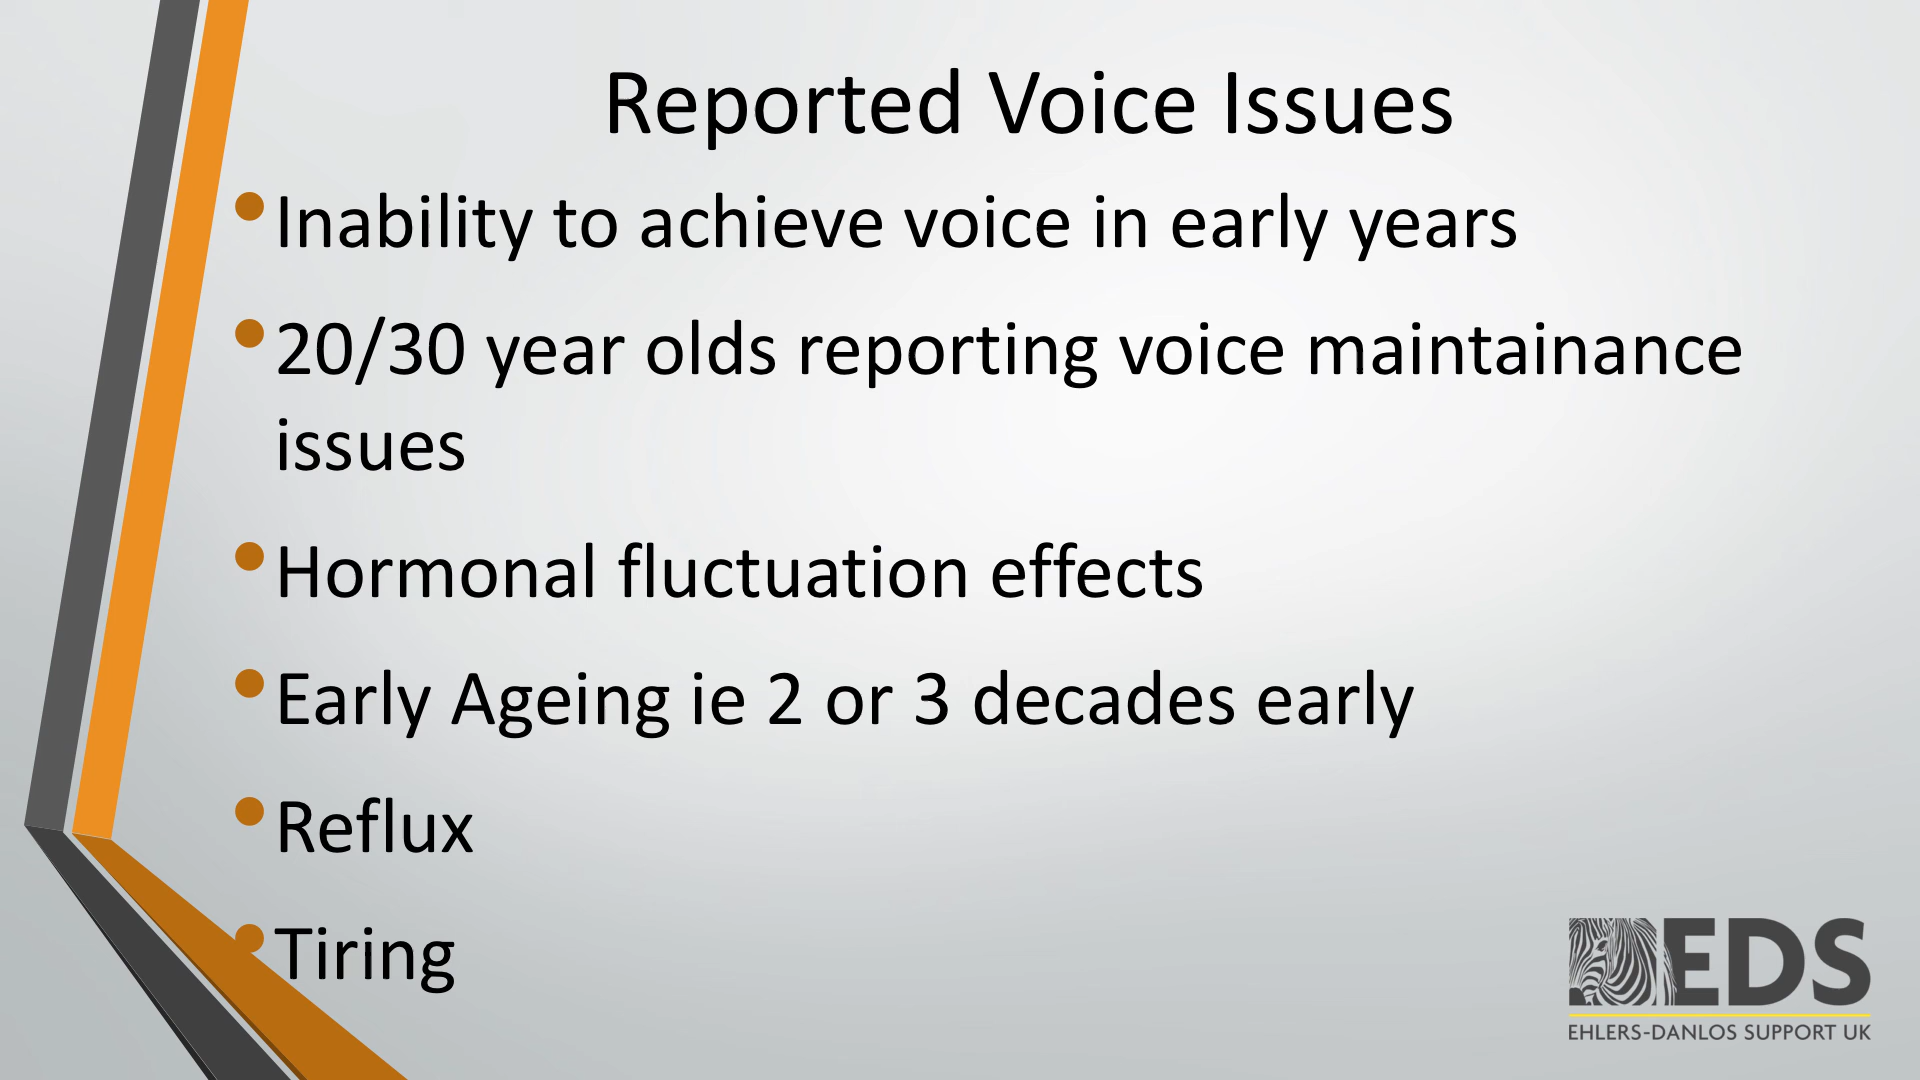 Reported Voice Issues
•Inability to achieve voice in early years
•20/30 year olds reporting voice maintainance
issues
•Hormonal fluctuation effects
•Early Ageing ie 2 or 3 decades early
•Reflux
•Tiring
EDS
EHLERS-DANLOS SUPPORT UK